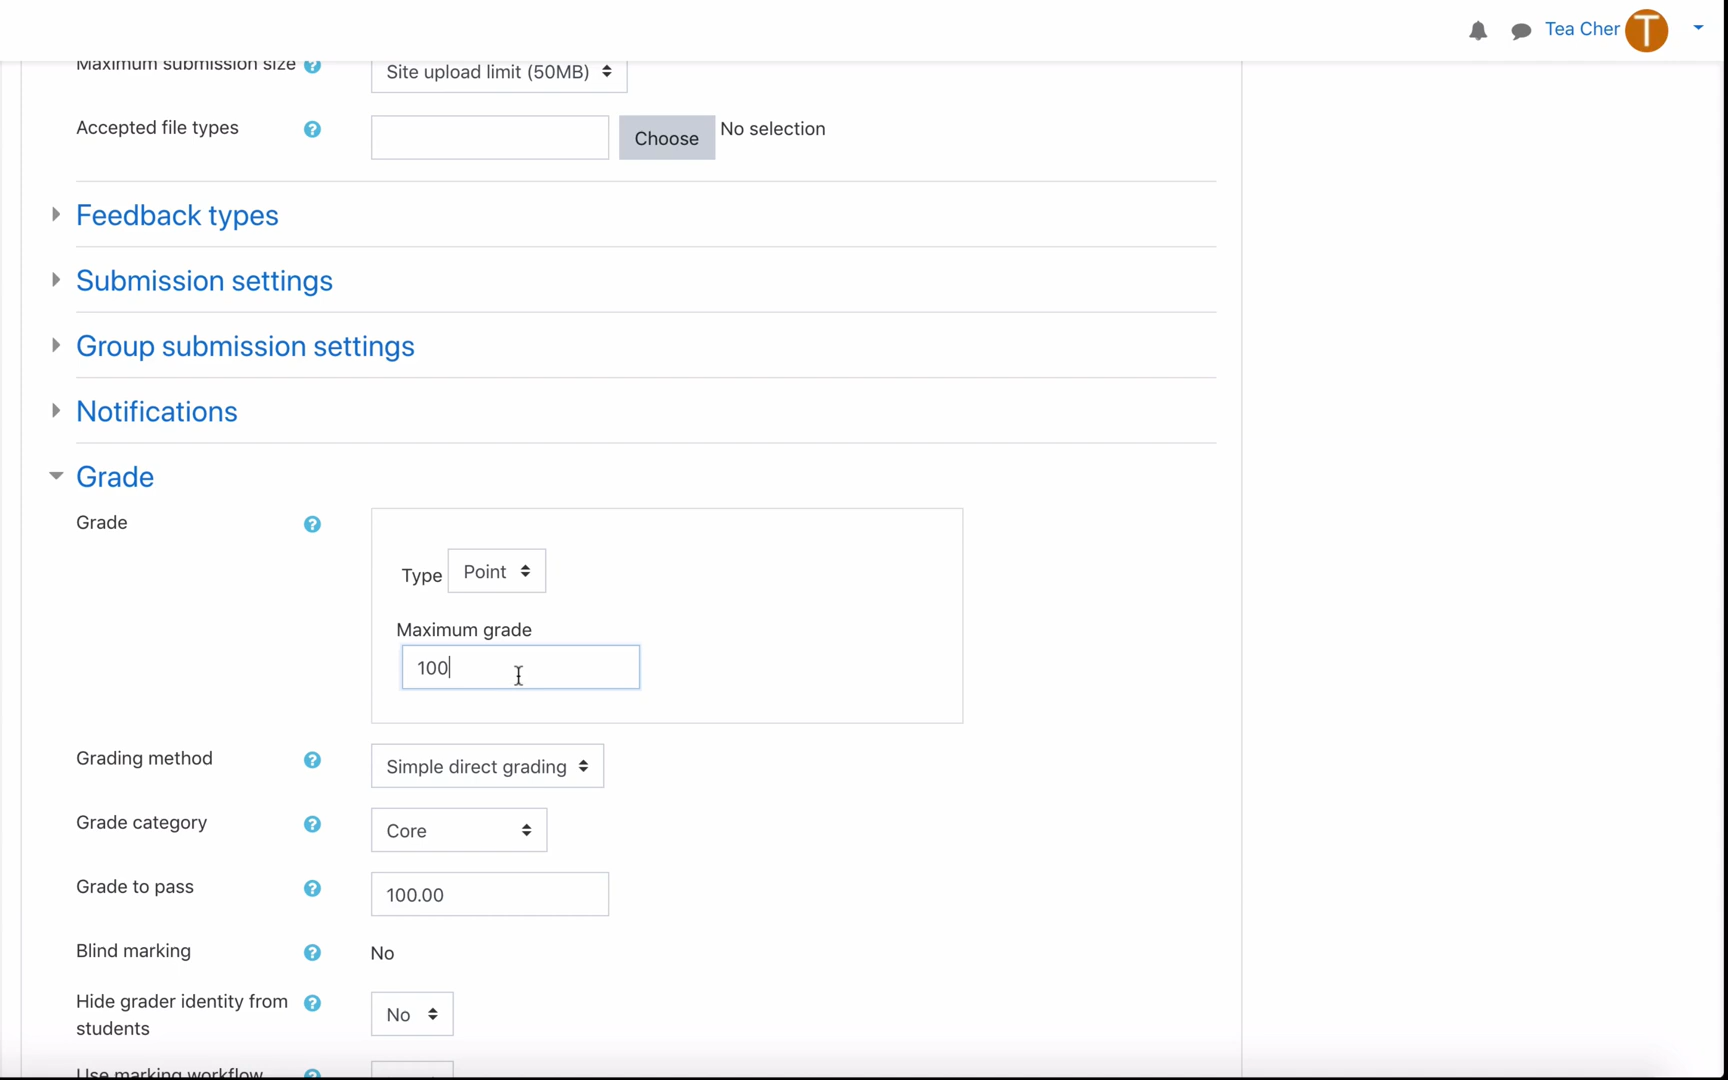 Tea Cher T
Maximum submission size ? Site upload limit (50MB)
Accepted file types ? Choose No selection
Feedback types
Submission settings
Group submission settings
Notifications
Grade
Grade ?
Type Point
Maximum grade
100
Grading method ? Simple direct grading
Grade category ? Core
Grade to pass ? 100.00
Blind marking ? No
Hide grader identity from ? No
students
Use marking workflow ?